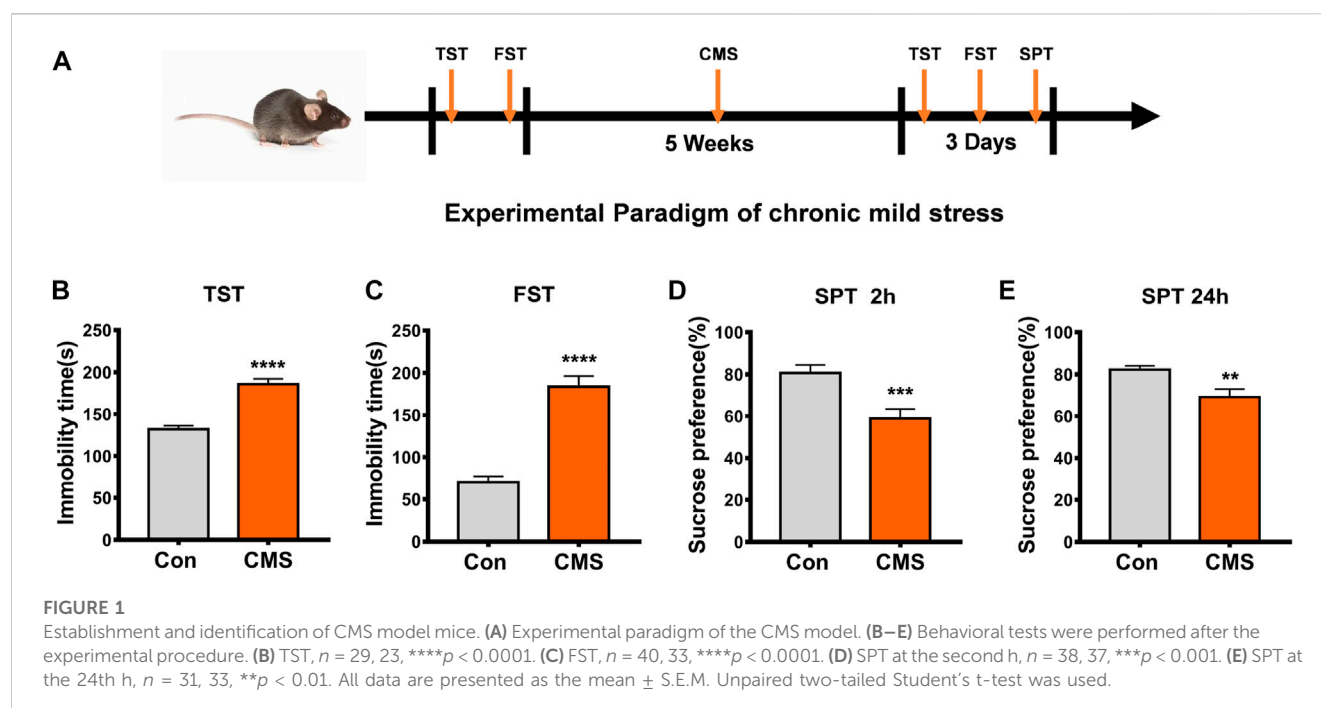 A
TST FST CMS TST FST SPT
5 Weeks 3 Days
Experimental Paradigm of chronic mild stress
B TST
Immobility time(s)
250
200
150
100
50
0
****
Con CMS
C FST
Immobility time(s)
250
200
150
100
50
0
****
Con CMS
D SPT 2h
Sucrose preference(%)
100
80
60
40
20
0
***
Con CMS
E SPT 24h
Sucrose preference(%)
100
80
60
40
20
0
**
Con CMS
FIGURE 1
Establishment and identification of CMS model mice. (A) Experimental paradigm of the CMS model. (B–E) Behavioral tests were performed after the
experimental procedure. (B) TST, n = 29, 23, ****p < 0.0001. (C) FST, n = 40, 33, ****p < 0.0001. (D) SPT at the second h, n = 38, 37, ***p < 0.001. (E) SPT at
the 24th h, n = 31, 33, **p < 0.01. All data are presented as the mean ± S.E.M. Unpaired two-tailed Student’s t-test was used.